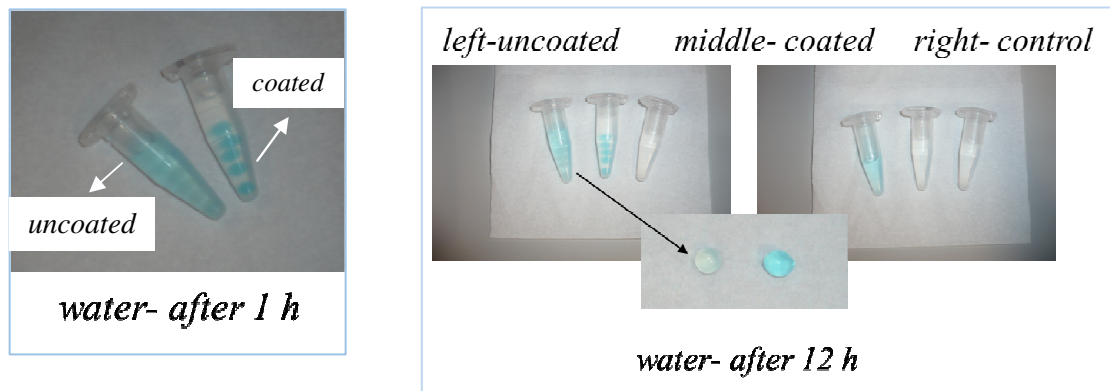 coated
uncoated
water- after 1 h
left-uncoated middle- coated right- control
water- after 12 h